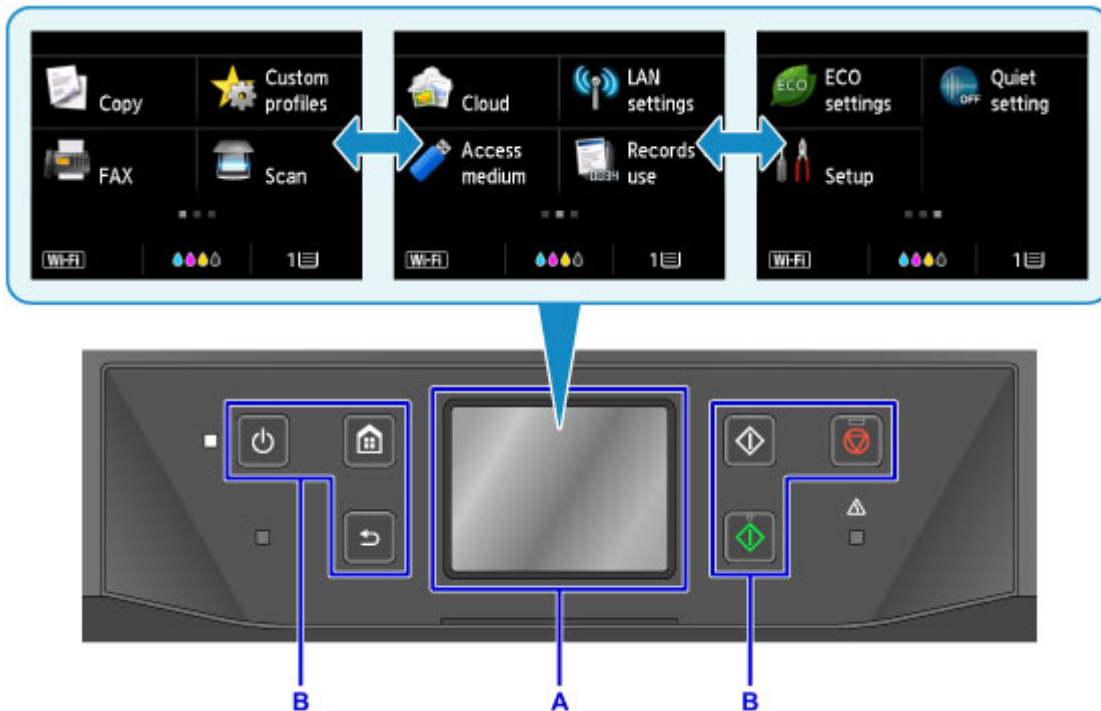 Copy
Custom
profiles
FAX
Scan
Wi-Fi
1
Cloud
LAN
settings
Access
medium
Records
use
Wi-Fi
1
ECO
ECO
settings
OFF
Quiet
setting
Setup
Wi-Fi
1
B
A
B